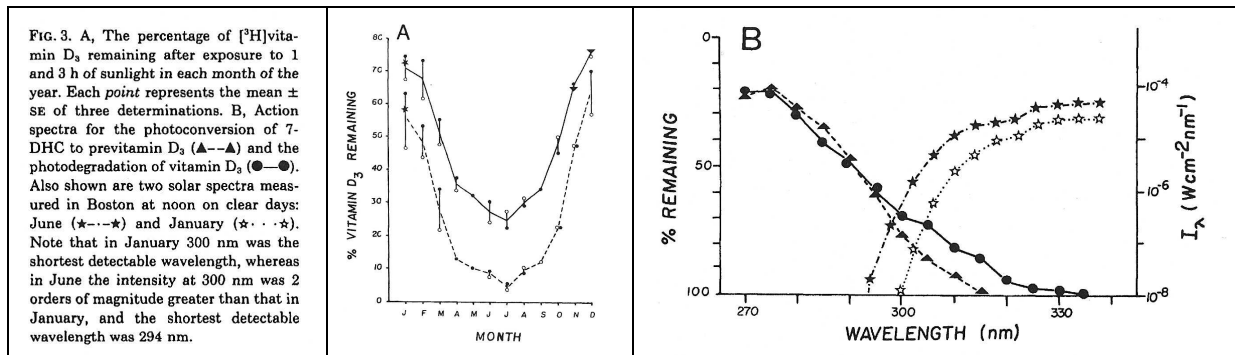 FIG. 3. A, The percentage of [³H]vita-
min D₃ remaining after exposure to 1
and 3 h of sunlight in each month of the
year. Each point represents the mean ±
SE of three determinations. B, Action
spectra for the photoconversion of 7-
DHC to previtamin D₃ (▲--▲) and the
photodegradation of vitamin D₃ (●—●).
Also shown are two solar spectra meas-
ured in Boston at noon on clear days:
June (★-·-★) and January (☆· · ·☆).
Note that in January 300 nm was the
shortest detectable wavelength, whereas
in June the intensity at 300 nm was 2
orders of magnitude greater than that in
January, and the shortest detectable
wavelength was 294 nm.
A
% VITAMIN D₃ REMAINING
80
70
60
50
40
30
20
10
0
J F M A M J J A S O N D
MONTH
B
% REMAINING
0
50
100
270 300 330
WAVELENGTH (nm)
10⁻⁴
10⁻⁶
10⁻⁸
I_λ (W cm⁻² nm⁻¹)